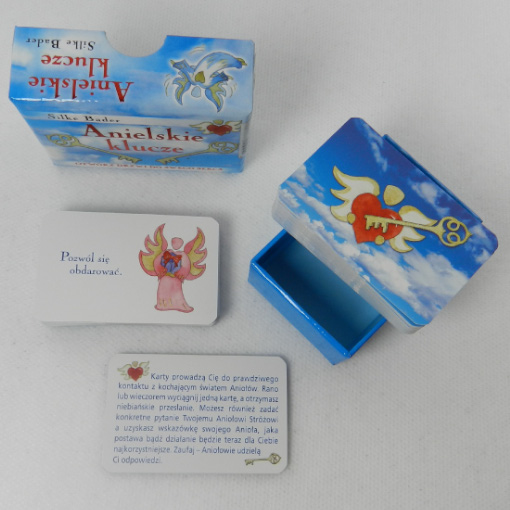 Anielskie
klucze
Silke Bader
Silke Bader
Anielskie
klucze
Pozwól się
obdarować.
Karty prowadzą Cię do prawdziwego
kontaktu z kochającym światem Aniołów. Rano
lub wieczorem wyciągnij jedną kartę, a otrzymasz
niebiańskie przesłanie. Możesz również zadać
konkretne pytanie Twojemu Aniołowi Stróżowi
a uzyskasz wskazówkę swojego Anioła, jaka
postawa bądź działanie będzie teraz dla Ciebie
najkorzystniejsze. Zaufaj - Aniołowie udzielą
Ci odpowiedzi.